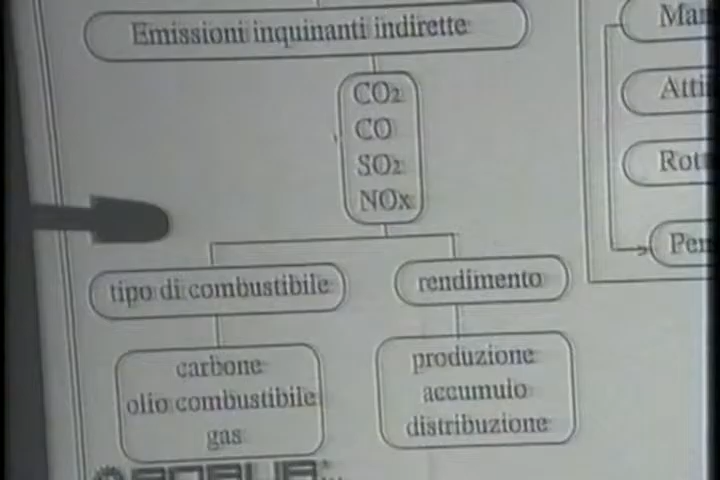 Emissioni inquinanti indirette
CO2
CO
SO2
NOx
tipo di combustibile
rendimento
carbone
olio combustibile
gas
produzione
accumulo
distribuzione